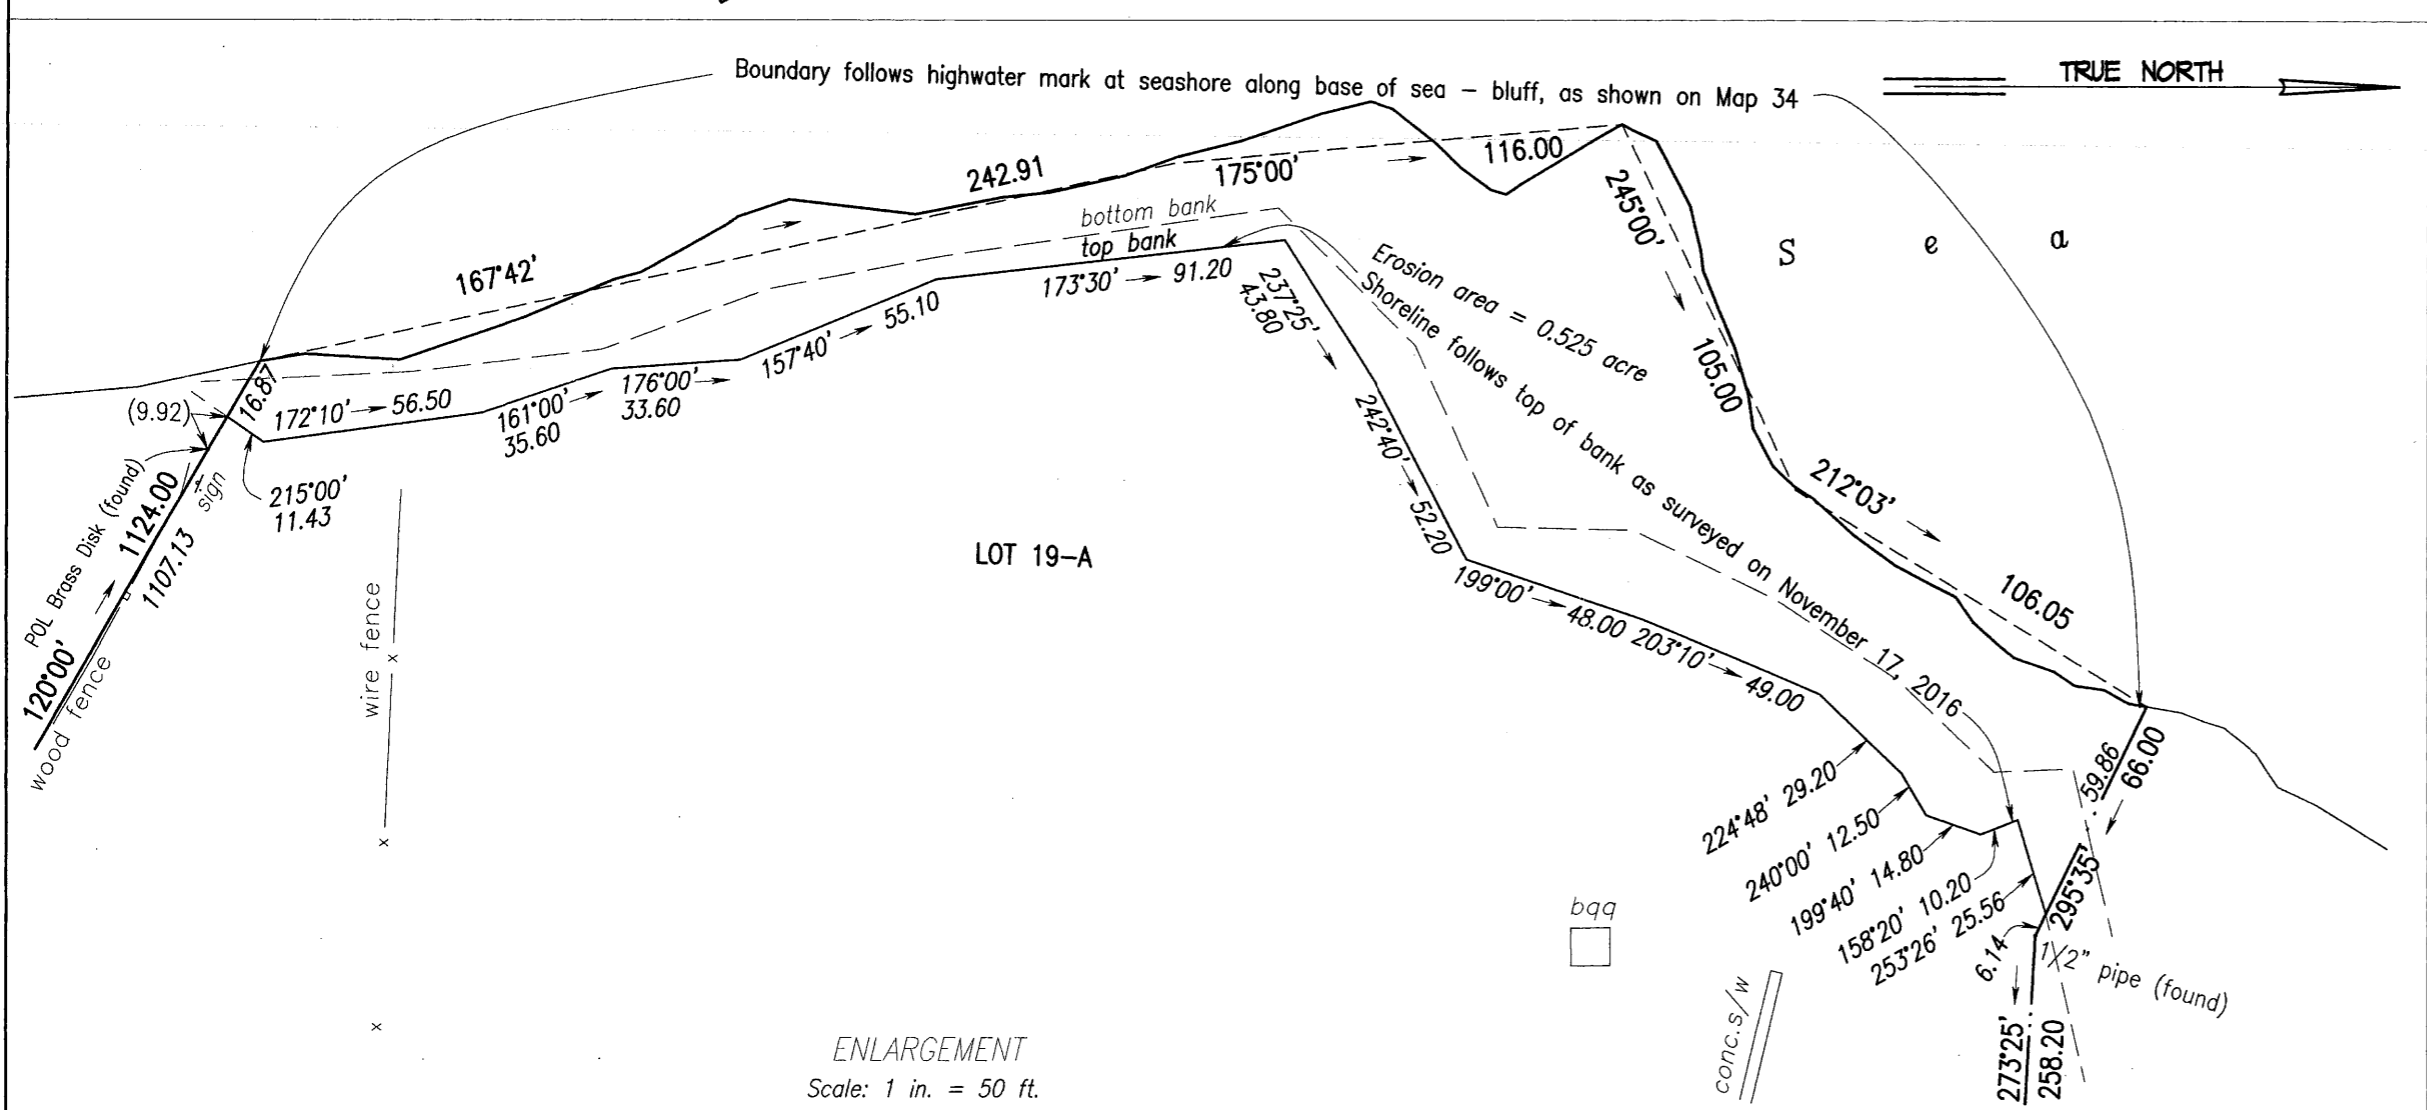 Boundary follows highwater mark at seashore along base of sea – bluff, as shown on Map 34
TRUE NORTH
242.91
175°00'
116.00
167°42'
bottom bank
top bank
173°30' 91.20
245°00'
105.00
S e a
Erosion area = 0.525 acre
Shoreline follows top of bank as surveyed on November 17, 2016
237°25'
43.80
157°40' 55.10
176°00'
33.60
161°00'
35.60
172°10' 56.50
16.87
(9.92)
215°00'
11.43
POL Brass Disk (found)
120°00' 1124.00
1107.13
sign
wood fence
wire fence
LOT 19-A
242°40' 52.20
199°00' 48.00
203°10' 49.00
212°03'
106.05
224°48' 29.20
240°00' 12.50
199°40' 14.80
158°20' 10.20
253°26' 25.56
6.14
59.86
66.00
295°35'
1/2" pipe (found)
273°25'
258.20
bqq
conc.s/w
ENLARGEMENT
Scale: 1 in. = 50 ft.